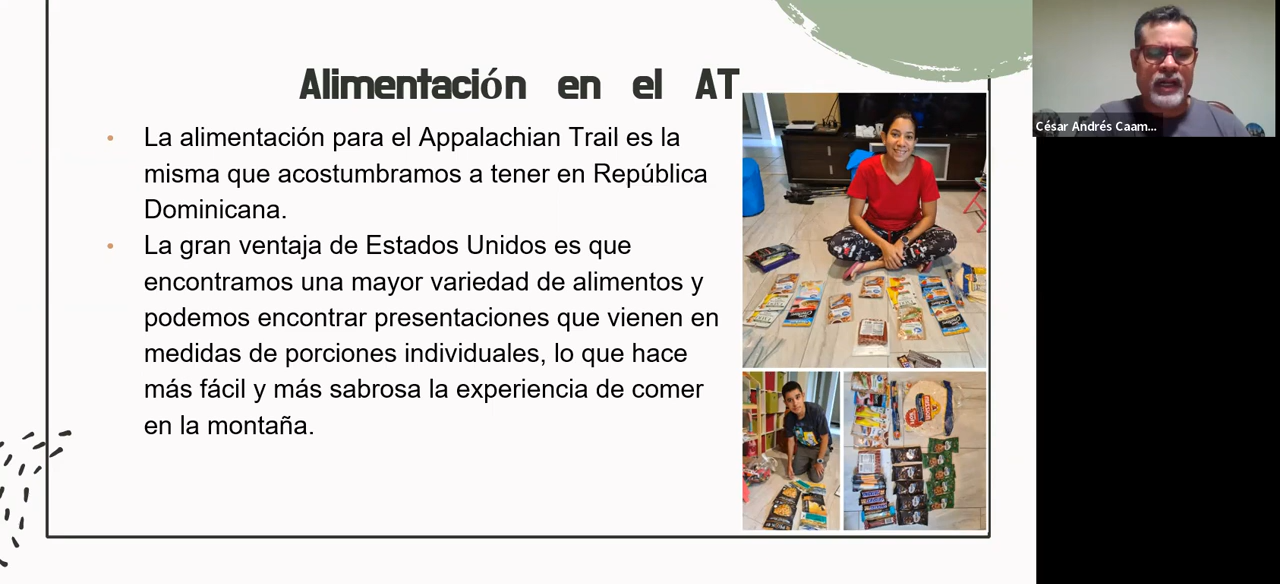 Alimentación en el AT
César Andrés Caam...
• La alimentación para el Appalachian Trail es la
misma que acostumbramos a tener en República
Dominicana.
• La gran ventaja de Estados Unidos es que
encontramos una mayor variedad de alimentos y
podemos encontrar presentaciones que vienen en
medidas de porciones individuales, lo que hace
más fácil y más sabrosa la experiencia de comer
en la montaña.